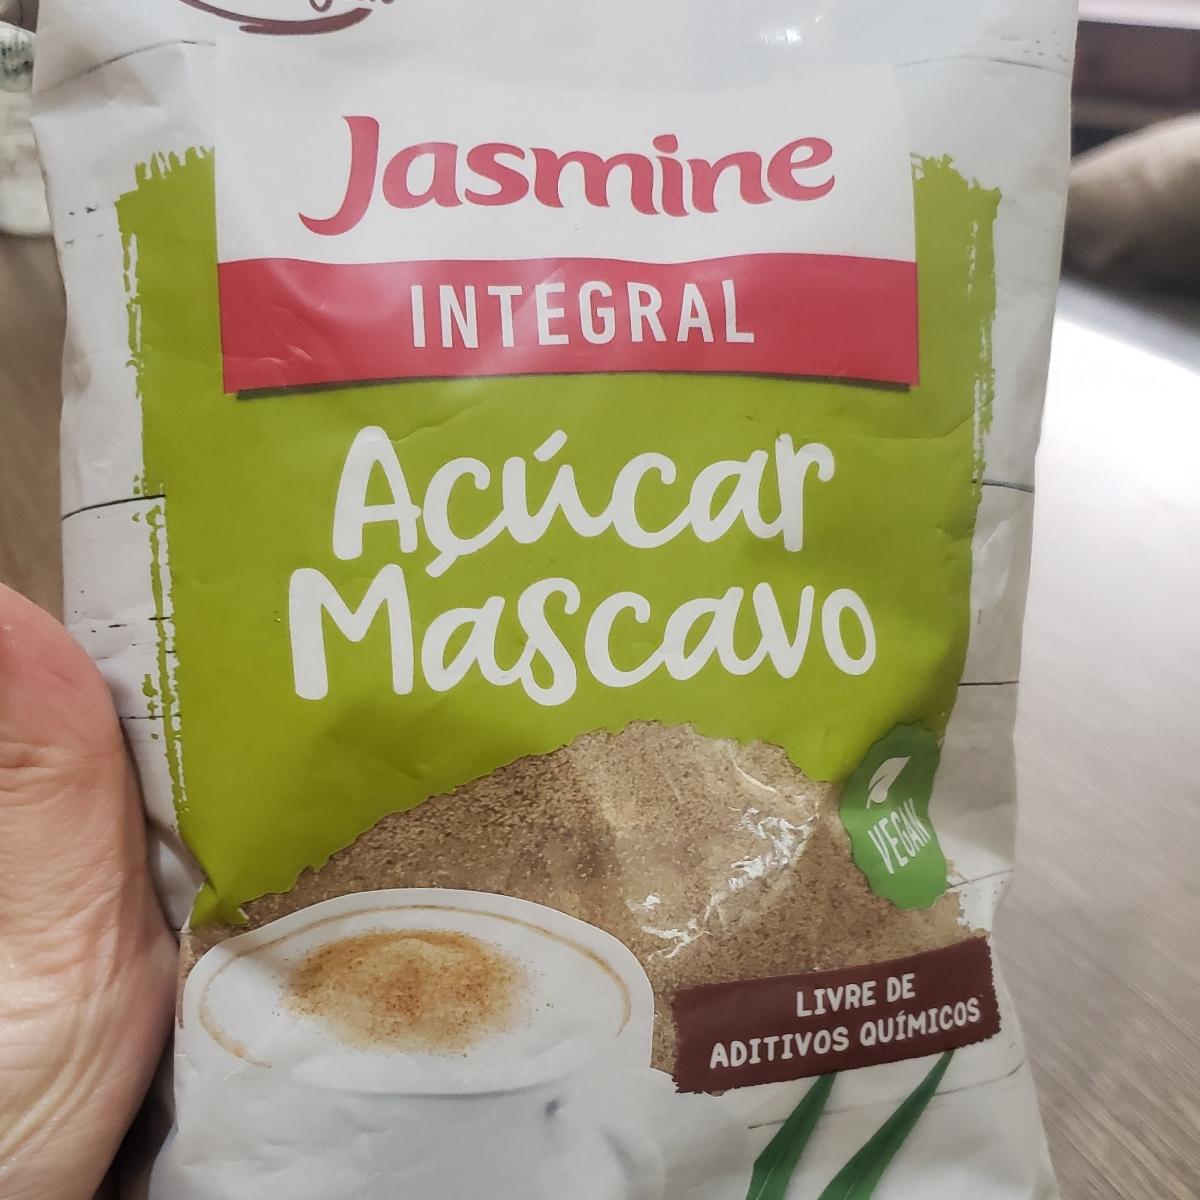 Jasmine
INTEGRAL
Açúcar
Mascavo
VEGAN
LIVRE DE
ADITIVOS QUÍMICOS